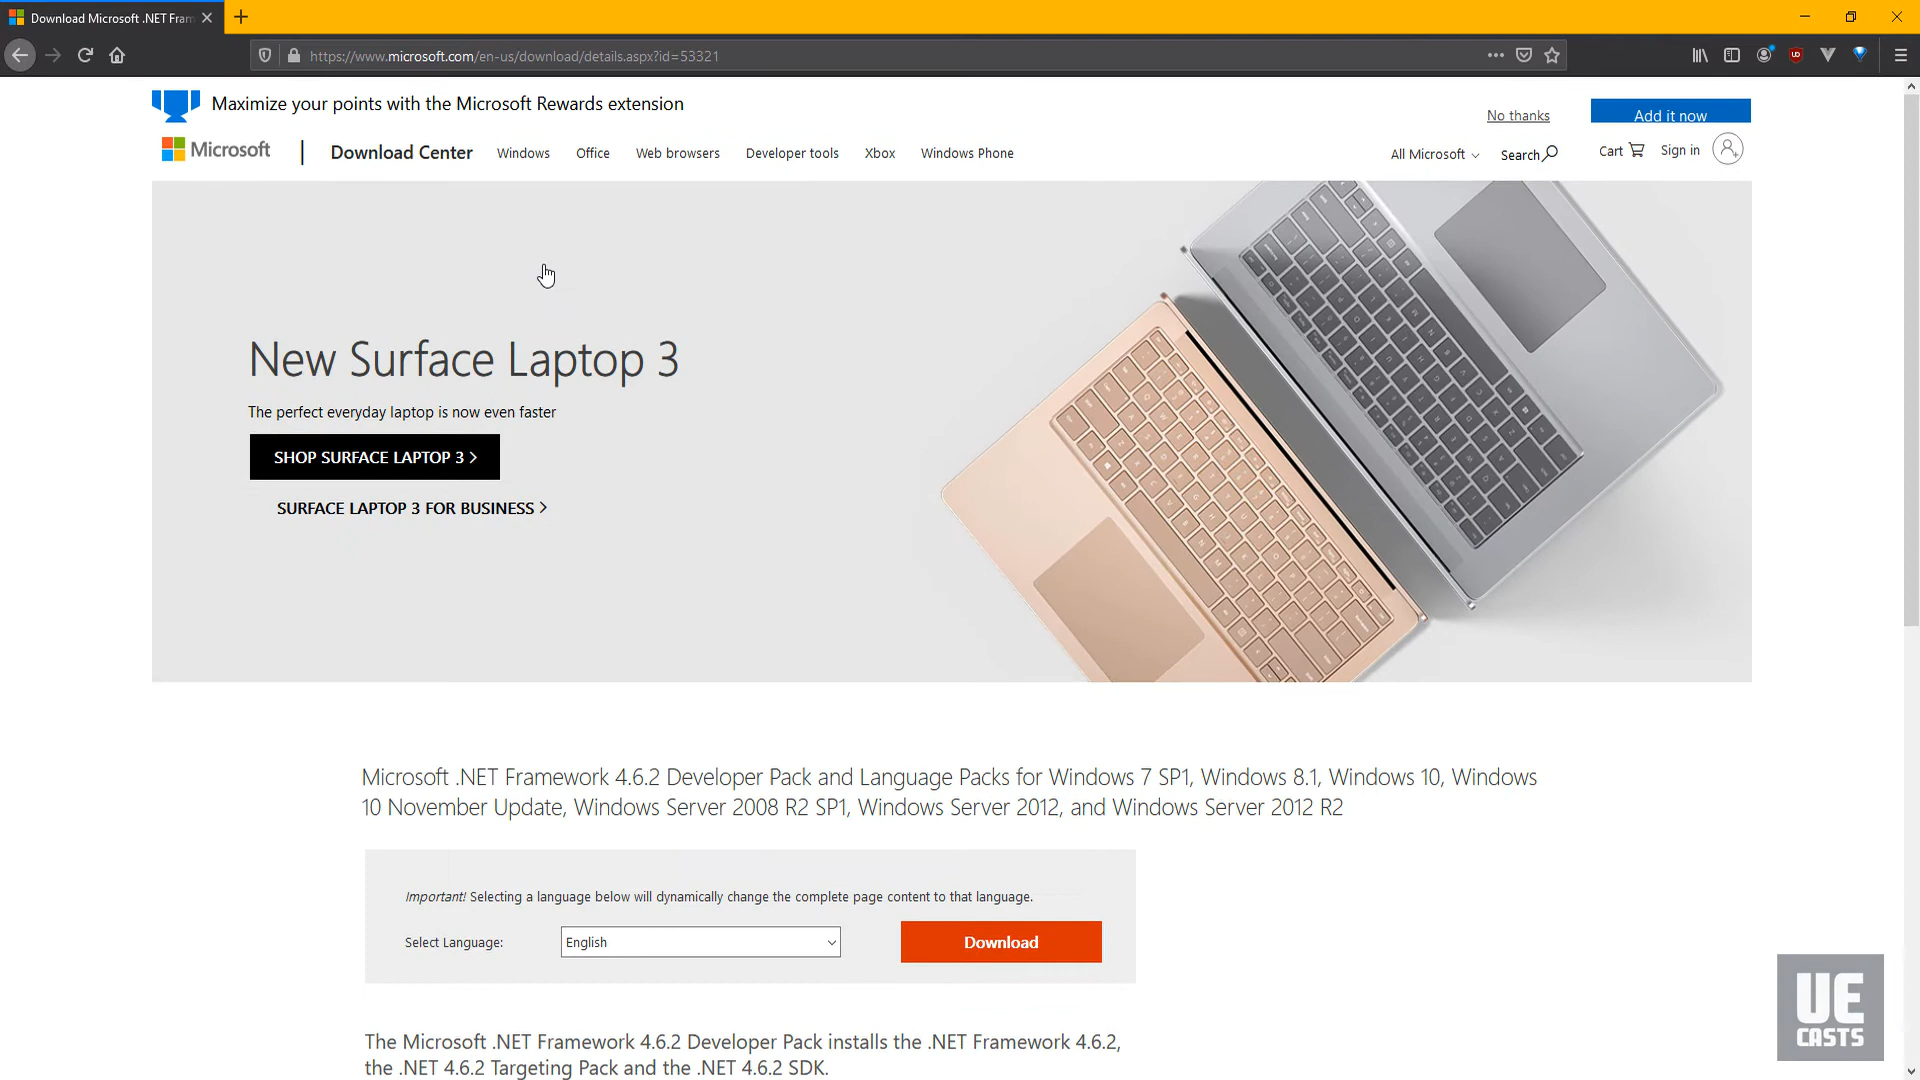 Download Microsoft .NET Fram
https://www.microsoft.com/en-us/download/details.aspx?id=53321
Maximize your points with the Microsoft Rewards extension
No thanks
Add it now
Microsoft
Download Center
Windows
Office
Web browsers
Developer tools
Xbox
Windows Phone
All Microsoft
Search
Cart
Sign in
New Surface Laptop 3
The perfect everyday laptop is now even faster
SHOP SURFACE LAPTOP 3 >
SURFACE LAPTOP 3 FOR BUSINESS >
Microsoft .NET Framework 4.6.2 Developer Pack and Language Packs for Windows 7 SP1, Windows 8.1, Windows 10, Windows
10 November Update, Windows Server 2008 R2 SP1, Windows Server 2012, and Windows Server 2012 R2
Important! Selecting a language below will dynamically change the complete page content to that language.
Select Language:
English
Download
The Microsoft .NET Framework 4.6.2 Developer Pack installs the .NET Framework 4.6.2,
the .NET 4.6.2 Targeting Pack and the .NET 4.6.2 SDK.
UE
CASTS